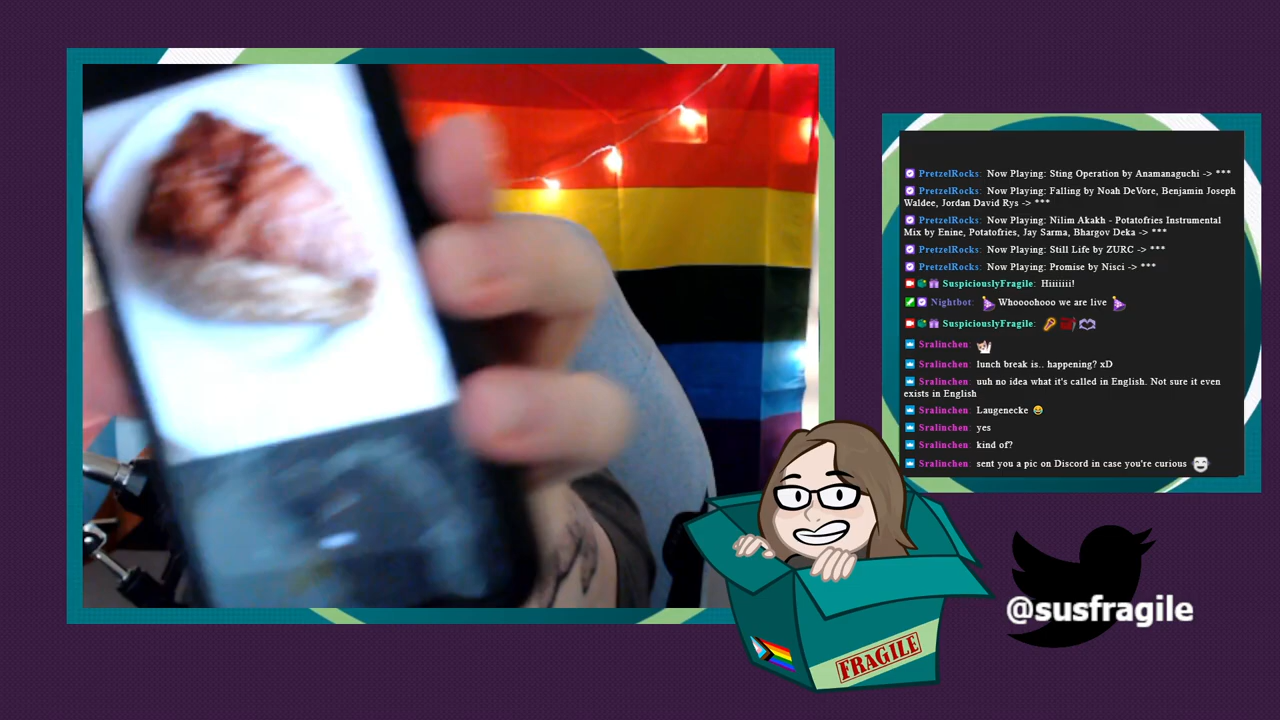 PretzelRocks: Now Playing: Sting Operation by Anamanaguchi -> ***
PretzelRocks: Now Playing: Falling by Noah DeVore, Benjamin Joseph
Waldee, Jordan David Rys -> ***
PretzelRocks: Now Playing: Nilim Akakh - Potatofries Instrumental
Mix by Enine, Potatofries, Jay Sarma, Bhargov Deka -> ***
PretzelRocks: Now Playing: Still Life by ZURC -> ***
PretzelRocks: Now Playing: Promise by Nisci -> ***
SuspiciouslyFragile: Hiiiiiii!
Nightbot: Whoooohooo we are live
SuspiciouslyFragile:
Sralinchen:
Sralinchen: lunch break is.. happening? xD
Sralinchen: uuh no idea what it's called in English. Not sure it even
exists in English
Sralinchen: Laugenecke
Sralinchen: yes
Sralinchen: kind of?
Sralinchen: sent you a pic on Discord in case you're curious
FRAGILE
@susfragile